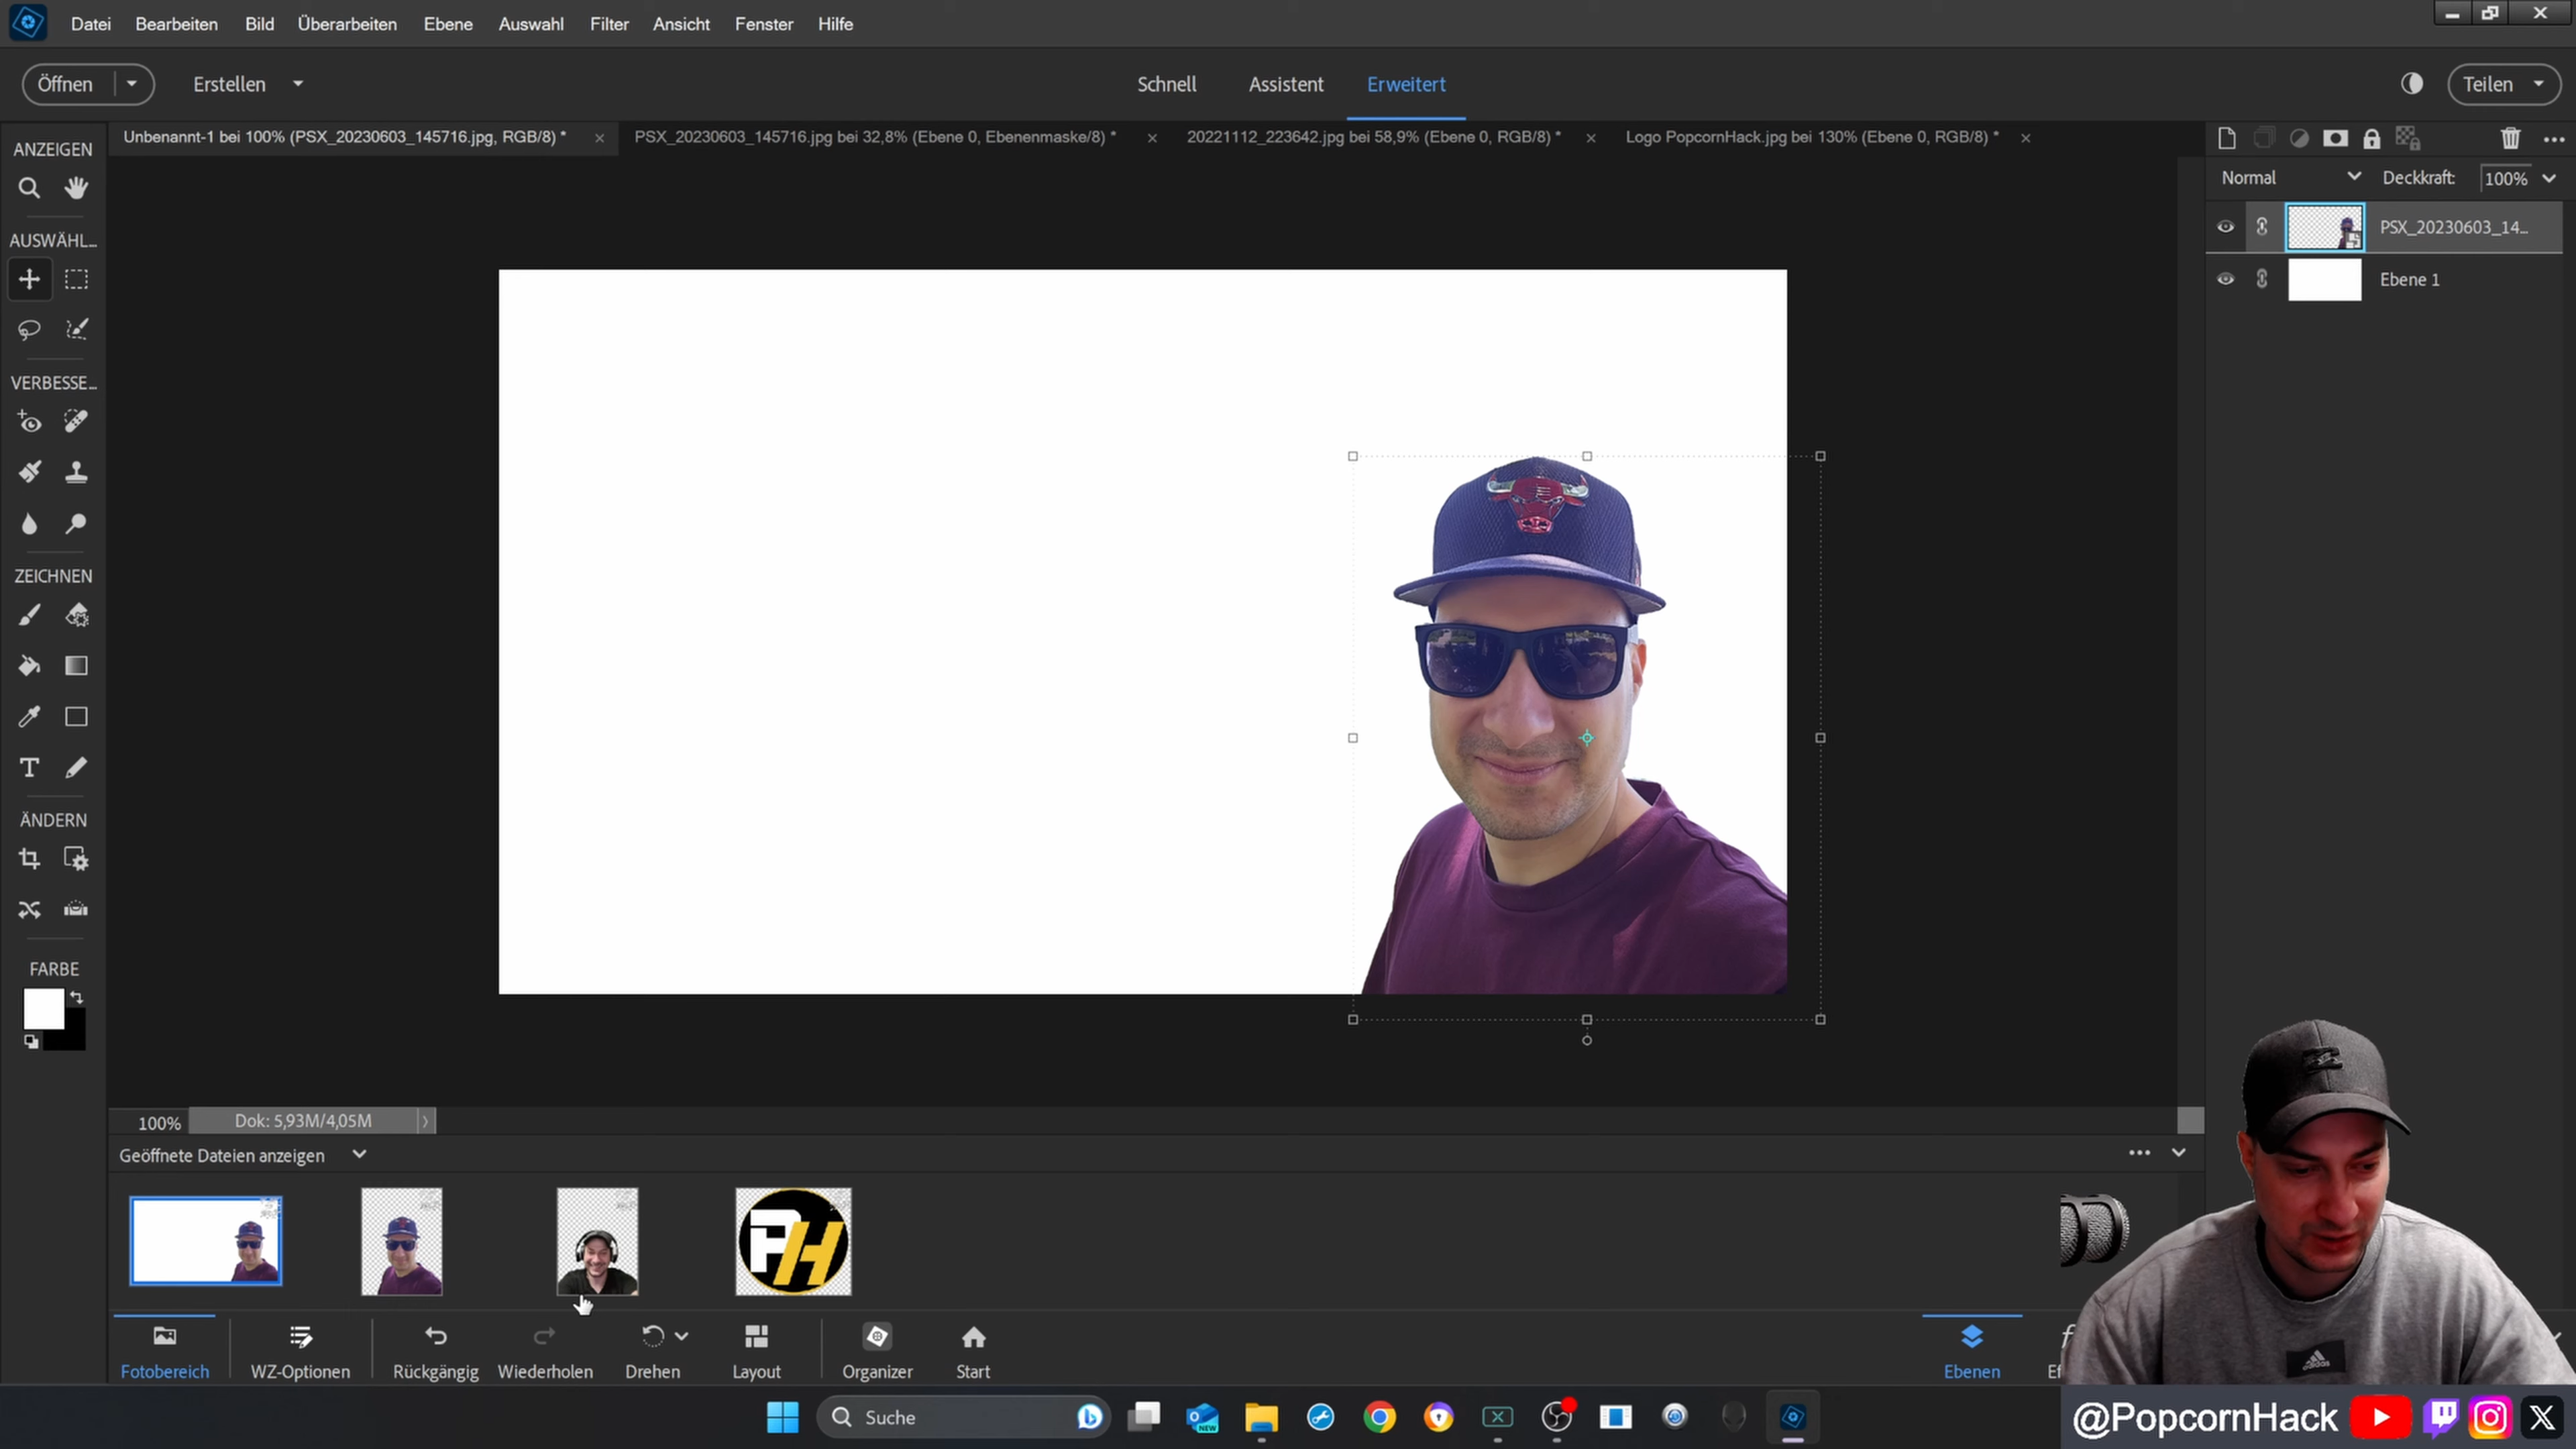 Datei Bearbeiten Bild Überarbeiten Ebene Auswahl Filter Ansicht Fenster Hilfe
Öffnen Erstellen Schnell Assistent Erweitert Teilen
Unbenannt-1 bei 100% (PSX_20230603_145716.jpg, RGB/8) * PSX_20230603_145716.jpg bei 32,8% (Ebene 0, Ebenenmaske/8) * 20221112_223642.jpg bei 58,9% (Ebene 0, RGB/8) * Logo PopcornHack.jpg bei 130% (Ebene 0, RGB/8) *
ANZEIGEN
Normal Deckkraft: 100%
PSX_20230603_14...
AUSWÄHL...
Ebene 1
VERBESSE...
ZEICHNEN
ÄNDERN
FARBE
100% Dok: 5,93M/4,05M
Geöffnete Dateien anzeigen
PH
Fotobereich WZ-Optionen Rückgängig Wiederholen Drehen Layout Organizer Start Ebenen Ef
adidas
Suche NEW
@PopcornHack